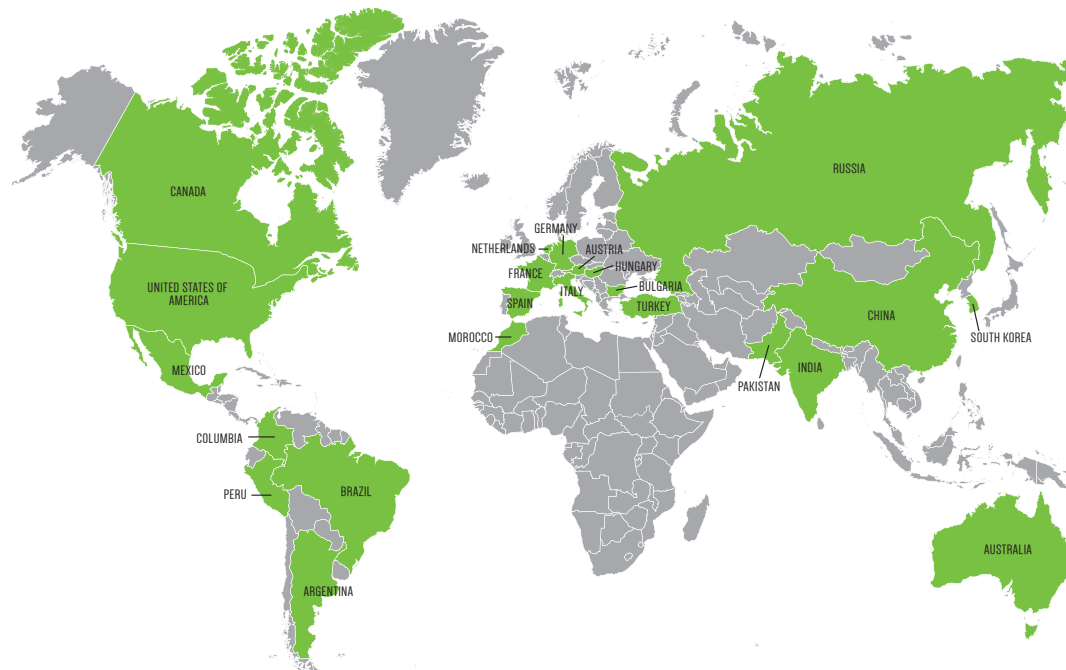 CANADA
RUSSIA
GERMANY
NETHERLANDS
AUSTRIA
HUNGARY
FRANCE
BULGARIA
ITALY
SPAIN
TURKEY
UNITED STATES OF
AMERICA
CHINA
MOROCCO
SOUTH KOREA
MEXICO
INDIA
PAKISTAN
COLUMBIA
PERU
BRAZIL
AUSTRALIA
ARGENTINA